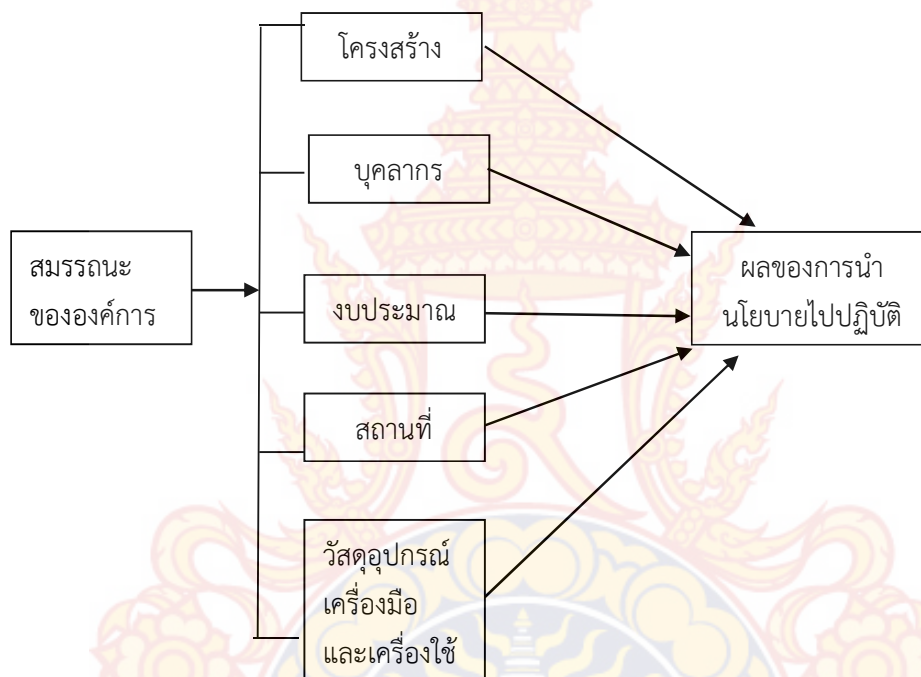 โครงสร้าง
บุคลากร
สมรรถนะ
ขององค์การ
งบประมาณ
สถานที่
วัสดุอุปกรณ์
เครื่องมือ
และเครื่องใช้
ผลของการนำ
นโยบายไปปฏิบัติ